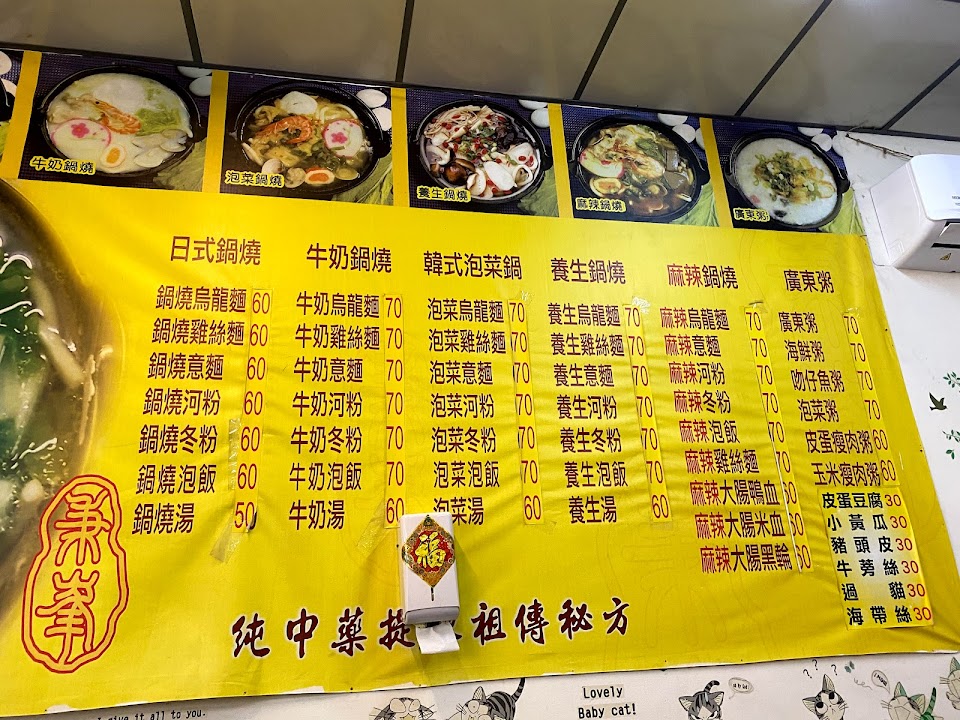 牛奶鍋燒
泡菜鍋燒
養生鍋燒
麻辣鍋燒
廣東粥
日式鍋燒
鍋燒烏龍麵 60
鍋燒雞絲麵 60
鍋燒意麵 60
鍋燒河粉 60
鍋燒冬粉 60
鍋燒泡飯 60
鍋燒湯 50
牛奶鍋燒
牛奶烏龍麵 70
牛奶雞絲麵 70
牛奶意麵 70
牛奶河粉 70
牛奶冬粉 70
牛奶泡飯 70
牛奶湯 60
韓式泡菜鍋
泡菜烏龍麵 70
泡菜雞絲麵 70
泡菜意麵 70
泡菜河粉 70
泡菜冬粉 70
泡菜泡飯 70
泡菜湯 60
養生鍋燒
養生烏龍麵 70
養生雞絲麵 70
養生意麵 70
養生河粉 70
養生冬粉 70
養生泡飯 70
養生湯 60
麻辣鍋燒
麻辣烏龍麵 70
麻辣意麵 70
麻辣河粉 70
麻辣冬粉 70
麻辣泡飯 70
麻辣雞絲麵 70
麻辣大腸鴨血 60
麻辣大腸米血 60
麻辣大腸黑輪 60
廣東粥
廣東粥 70
海鮮粥 70
吻仔魚粥 70
泡菜粥 70
皮蛋瘦肉粥 60
玉米瘦肉粥 60
皮蛋豆腐 30
小黃瓜 30
豬頭皮 30
牛蒡絲 30
過貓 30
海帶絲 30
福
純中藥提 祖傳秘方
give it all to you.
Lovely
Baby cat!